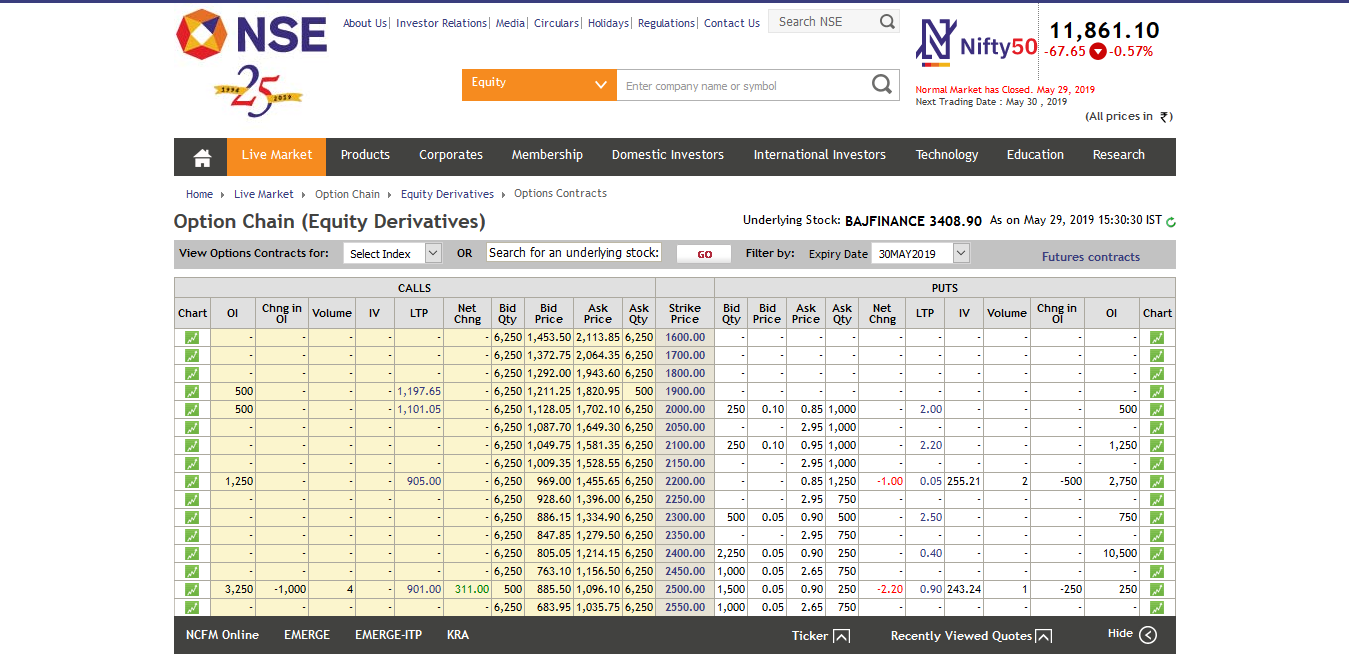 NSE
1994 25 2019
About Us| Investor Relations| Media| Circulars| Holidays| Regulations| Contact Us
Search NSE
Equity
Enter company name or symbol
Nifty50
11,861.10
-67.65 -0.57%
Normal Market has Closed. May 29, 2019
Next Trading Date : May 30 , 2019
(All prices in ₹)
Live Market Products Corporates Membership Domestic Investors International Investors Technology Education Research
Home Live Market Option Chain Equity Derivatives Options Contracts
Option Chain (Equity Derivatives)
Underlying Stock: BAJFINANCE 3408.90 As on May 29, 2019 15:30:30 IST
View Options Contracts for: Select Index OR Search for an underlying stock: GO Filter by: Expiry Date 30MAY2019 Futures contracts
CALLS PUTS
Chart OI Chng in OI Volume IV LTP Net Chng Bid Qty Bid Price Ask Price Ask Qty Strike Price Bid Qty Bid Price Ask Price Ask Qty Net Chng LTP IV Volume Chng in OI OI Chart
- - - - - - 6,250 1,453.50 2,113.85 6,250 1600.00 - - - - - - - - - -
- - - - - - 6,250 1,372.75 2,064.35 6,250 1700.00 - - - - - - - - - -
- - - - - - 6,250 1,292.00 1,943.60 6,250 1800.00 - - - - - - - - - -
500 - - - 1,197.65 - 6,250 1,211.25 1,820.95 500 1900.00 - - - - - - - - - -
500 - - - 1,101.05 - 6,250 1,128.05 1,702.10 6,250 2000.00 250 0.10 0.85 1,000 - 2.00 - - - 500
- - - - - - 6,250 1,087.70 1,649.30 6,250 2050.00 - - 2.95 1,000 - - - - - -
- - - - - - 6,250 1,049.75 1,581.35 6,250 2100.00 250 0.10 0.95 1,000 - 2.20 - - - 1,250
- - - - - - 6,250 1,009.35 1,528.55 6,250 2150.00 - - 2.95 1,000 - - - - - -
1,250 - - - 905.00 - 6,250 969.00 1,455.65 6,250 2200.00 - - 0.85 1,250 -1.00 0.05 255.21 2 -500 2,750
- - - - - - 6,250 928.60 1,396.00 6,250 2250.00 - - 2.95 750 - - - - - -
- - - - - - 6,250 886.15 1,334.90 6,250 2300.00 500 0.05 0.90 500 - 2.50 - - - 750
- - - - - - 6,250 847.85 1,279.50 6,250 2350.00 - - 2.95 750 - - - - - -
- - - - - - 6,250 805.05 1,214.15 6,250 2400.00 2,250 0.05 0.90 250 - 0.40 - - - 10,500
- - - - - - 6,250 763.10 1,156.50 6,250 2450.00 1,000 0.05 2.65 750 - - - - - -
3,250 -1,000 4 - 901.00 311.00 500 885.50 1,096.10 6,250 2500.00 1,500 0.05 0.90 250 -2.20 0.90 243.24 1 -250 250
- - - - - - 6,250 683.95 1,035.75 6,250 2550.00 1,000 0.05 2.65 750 - - - - - -
NCFM Online EMERGE EMERGE-ITP KRA Ticker Recently Viewed Quotes Hide